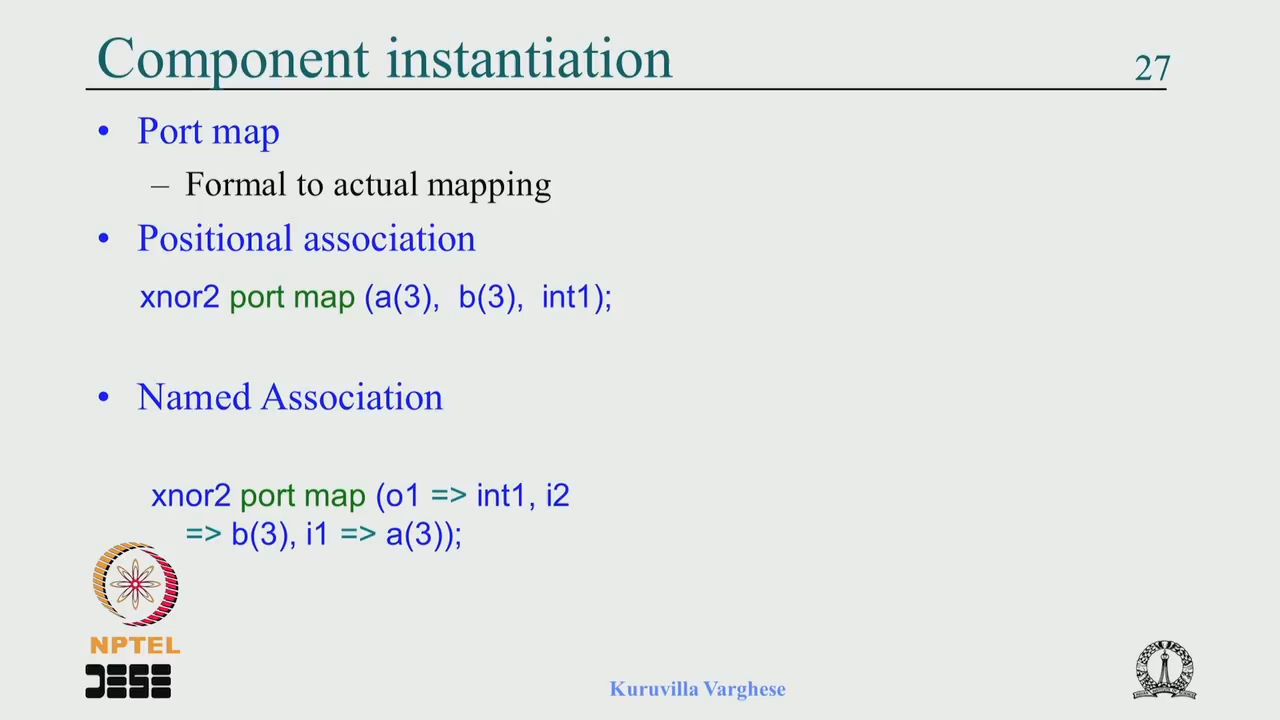 Component instantiation
27
• Port map
– Formal to actual mapping
• Positional association
xnor2 port map (a(3), b(3), int1);
• Named Association
xnor2 port map (o1 => int1, i2
=> b(3), i1 => a(3));
NPTEL
DESE
Kuruvilla Varghese